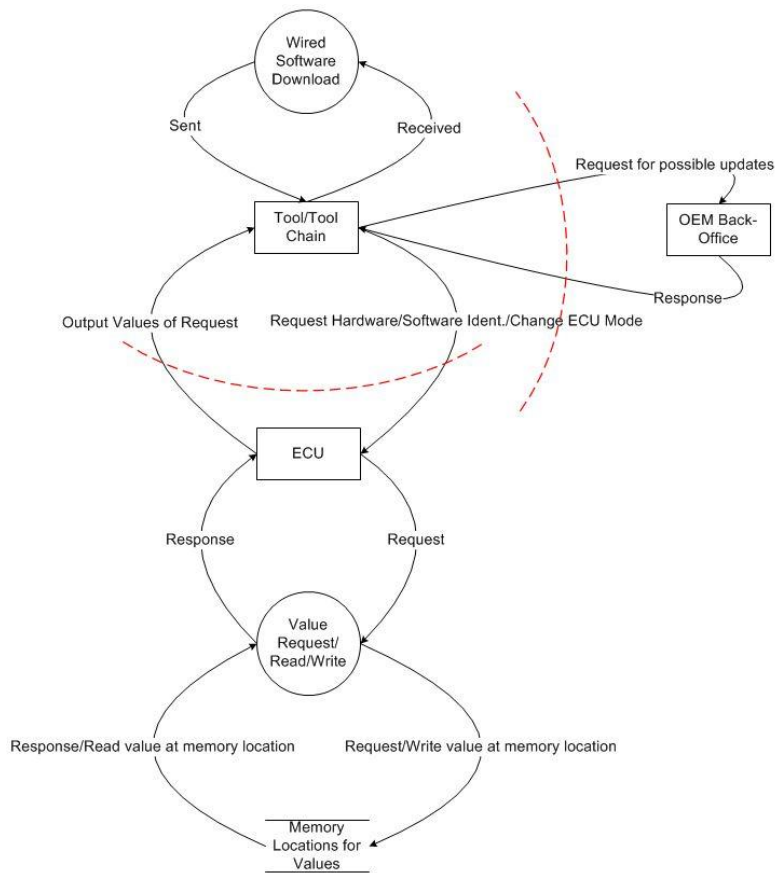 Wired
Software
Download
Sent
Received
Request for possible updates
Tool/Tool
Chain
OEM Back-
Office
Response
Output Values of Request
Request Hardware/Software Ident./Change ECU Mode
ECU
Response
Request
Value
Request/
Read/Write
Response/Read value at memory location
Request/Write value at memory location
Memory
Locations for
Values